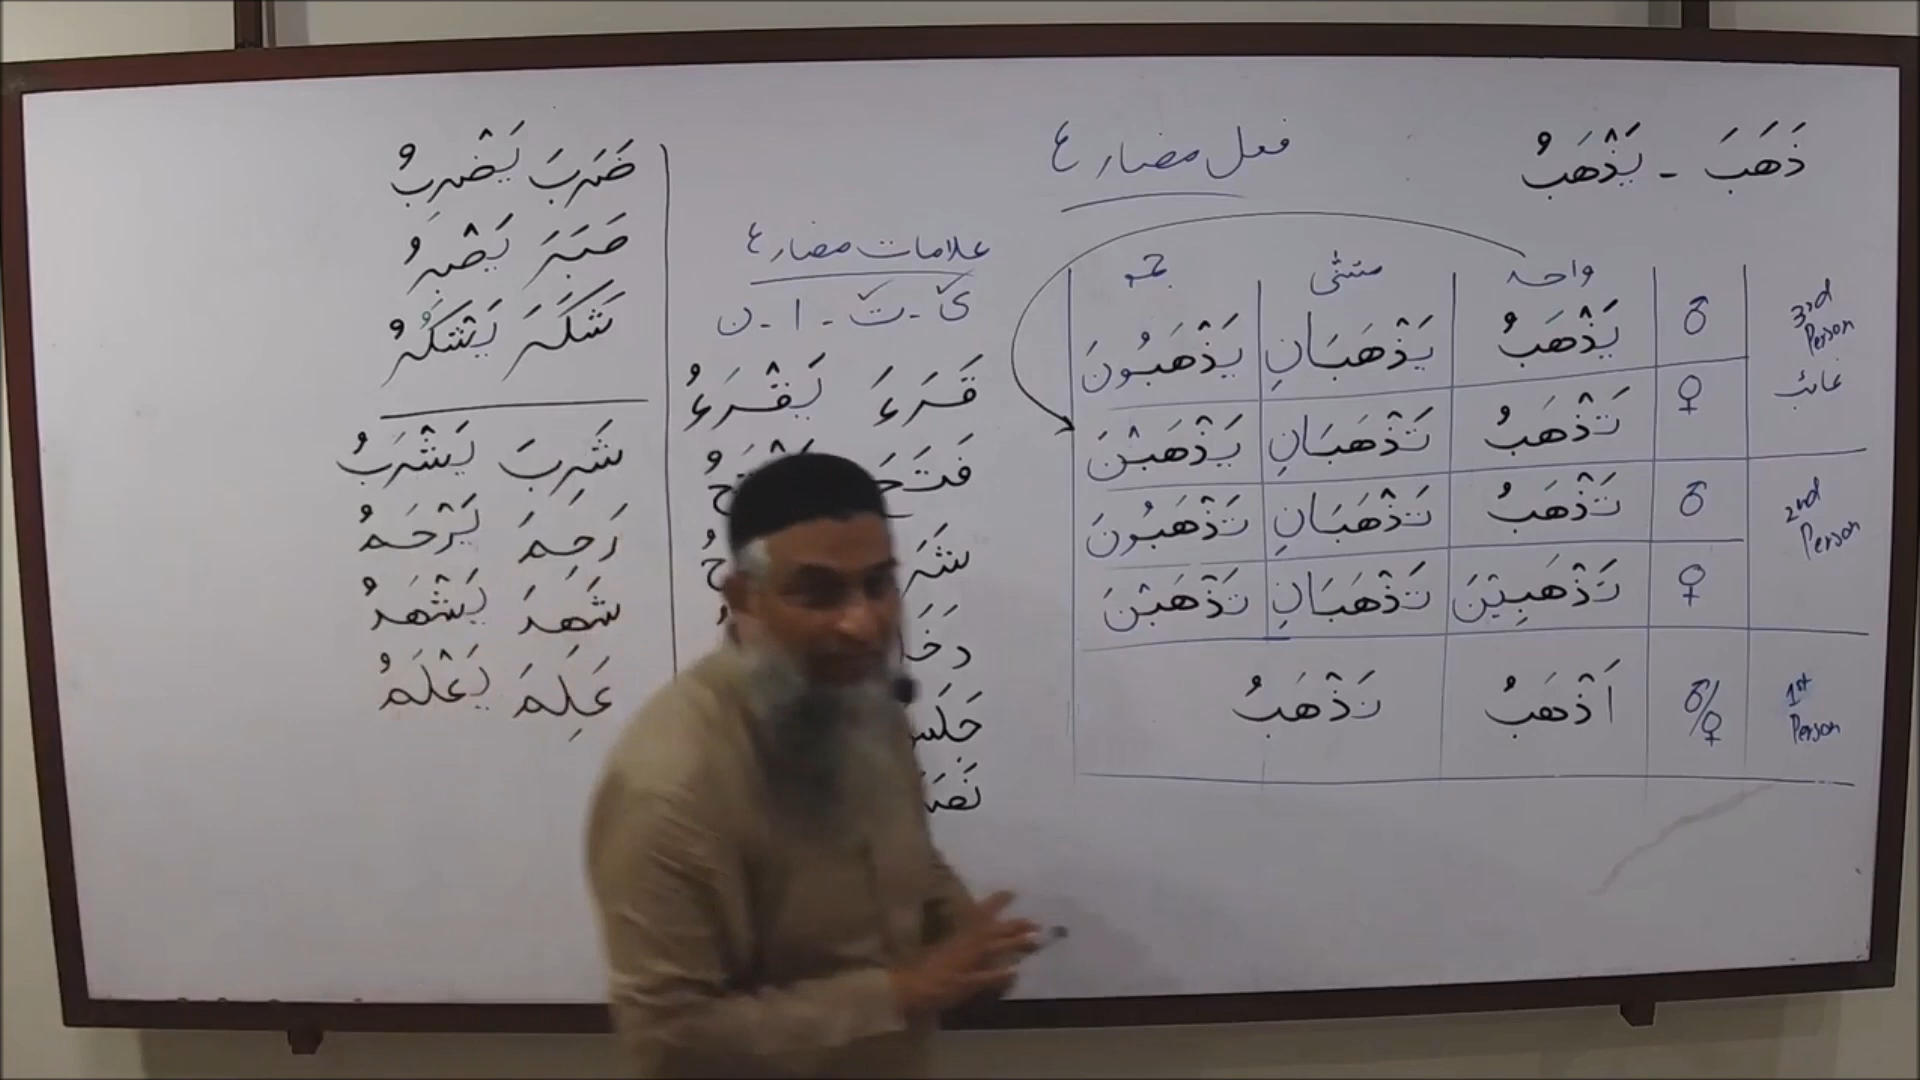 ذَهَبَ - يَذْهَبُ
فعل مضارع
واحد مثنى جمع
3rd Person غائب ♂ يَذْهَبُ يَذْهَبَانِ يَذْهَبُونَ
♀ تَذْهَبُ تَذْهَبَانِ يَذْهَبْنَ
2nd Person ♂ تَذْهَبُ تَذْهَبَانِ تَذْهَبُونَ
♀ تَذْهَبِيْنَ تَذْهَبَانِ تَذْهَبْنَ
1st Person ♂/♀ اَذْهَبُ نَذْهَبُ
علامات مضارع
ىَ - تَ - ا - ن
قَرَءَ يَقْرَءُ
فَتَحَ
ضَرَبَ يَضْرِبُ
صَبَرَ يَصْبِرُ
شَكَرَ يَشْكُرُ
شَرِبَ يَشْرَبُ
رَحِمَ يَرْحَمُ
شَهِدَ يَشْهَدُ
عَلِمَ يَعْلَمُ